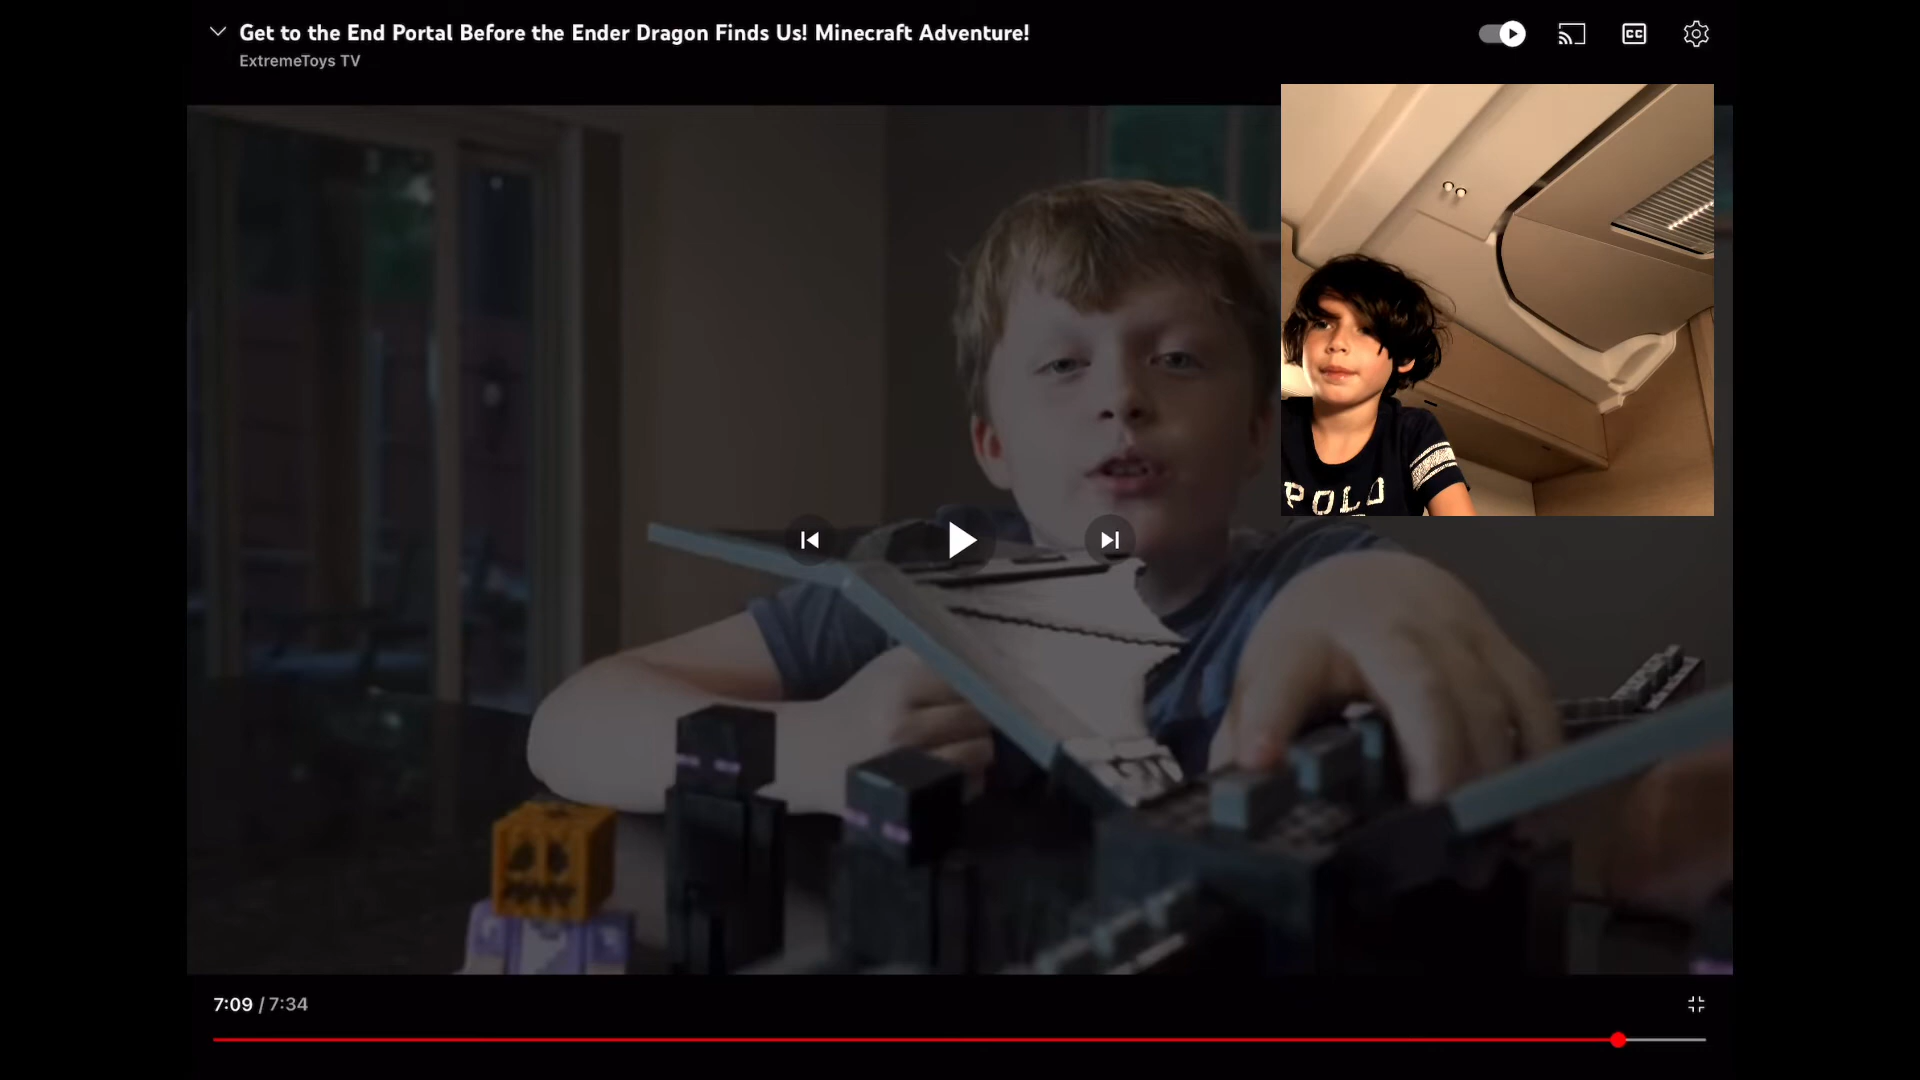 Get to the End Portal Before the Ender Dragon Finds Us! Minecraft Adventure!
ExtremeToys TV
CC
POLO
7:09 / 7:34